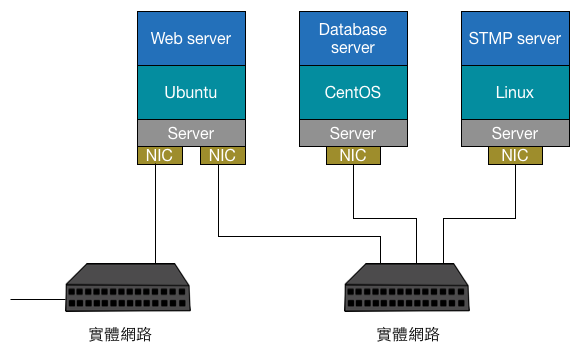 Web server
Ubuntu
Server
NIC
NIC
Database
server
CentOS
Server
NIC
STMP server
Linux
Server
NIC
實體網路
實體網路